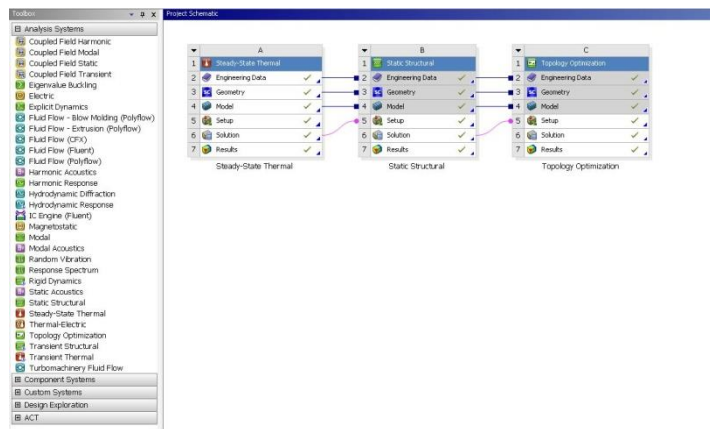 Toolbox
Project Schematic
Analysis Systems
Coupled Field Harmonic
Coupled Field Modal
Coupled Field Static
Coupled Field Transient
Eigenvalue Buckling
Electric
Explicit Dynamics
Fluid Flow - Blow Molding (Polyflow)
Fluid Flow - Extrusion (Polyflow)
Fluid Flow (CFX)
Fluid Flow (Fluent)
Fluid Flow (Polyflow)
Harmonic Acoustics
Harmonic Response
Hydrodynamic Diffraction
Hydrodynamic Response
IC Engine (Fluent)
Magnetostatic
Modal
Modal Acoustics
Random Vibration
Response Spectrum
Rigid Dynamics
Static Acoustics
Static Structural
Steady-State Thermal
Thermal-Electric
Topology Optimization
Transient Structural
Transient Thermal
Turbomachinery Fluid Flow
Component Systems
Custom Systems
Design Exploration
ACT
A
1 Steady-State Thermal
2 Engineering Data
3 Geometry
4 Model
5 Setup
6 Solution
7 Results
Steady-State Thermal
B
1 Static Structural
2 Engineering Data
3 Geometry
4 Model
5 Setup
6 Solution
7 Results
Static Structural
C
1 Topology Optimization
2 Engineering Data
3 Geometry
4 Model
5 Setup
6 Solution
7 Results
Topology Optimization